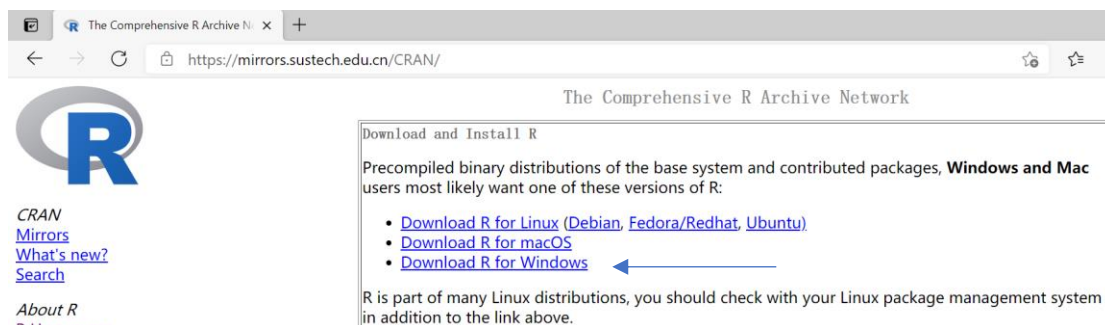 The Comprehensive R Archive N
https://mirrors.sustech.edu.cn/CRAN/
R
CRAN
Mirrors
What's new?
Search
About R
The Comprehensive R Archive Network
Download and Install R
Precompiled binary distributions of the base system and contributed packages, Windows and Mac
users most likely want one of these versions of R:
• Download R for Linux (Debian, Fedora/Redhat, Ubuntu)
• Download R for macOS
• Download R for Windows
R is part of many Linux distributions, you should check with your Linux package management system
in addition to the link above.